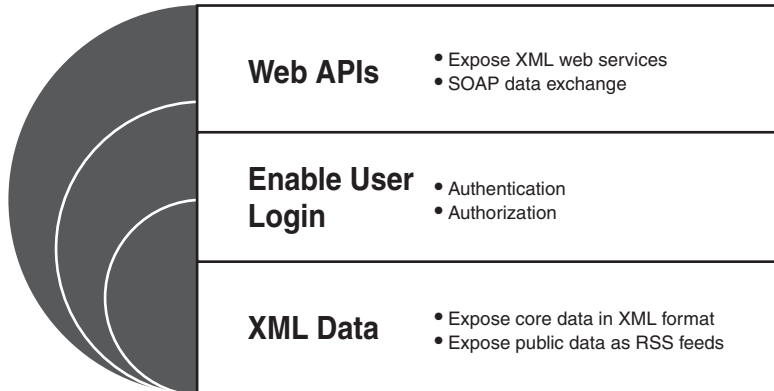 Web APIs
• Expose XML web services
• SOAP data exchange
Enable User
Login
• Authentication
• Authorization
XML Data
• Expose core data in XML format
• Expose public data as RSS feeds